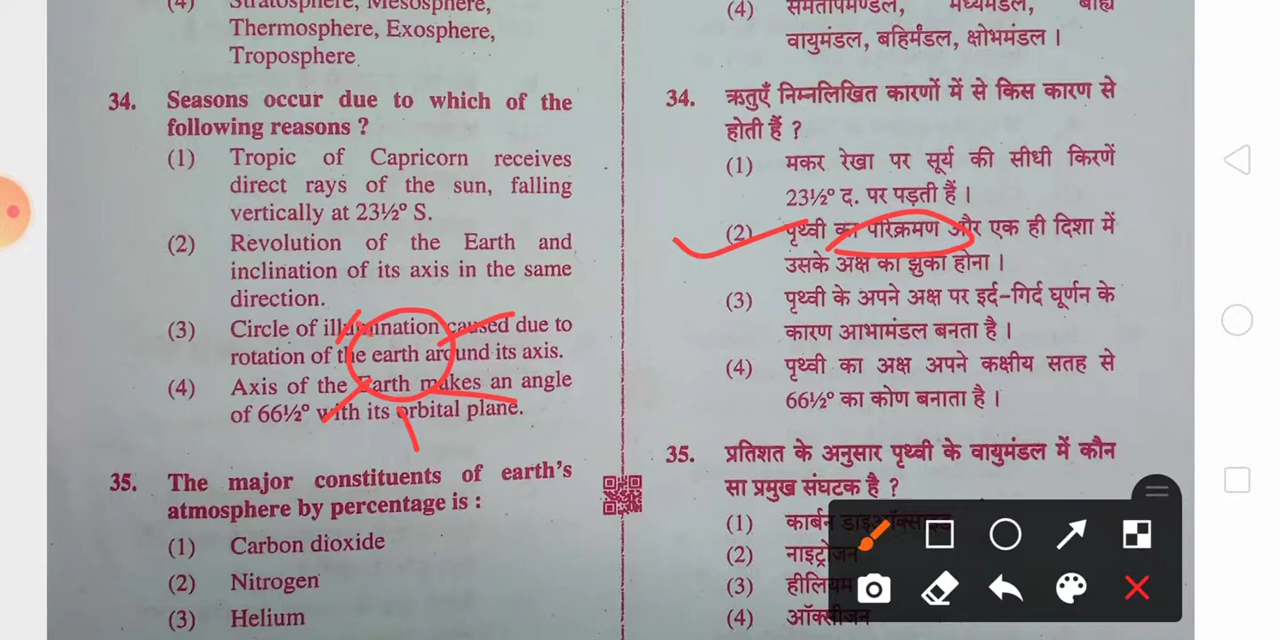 (4) Stratosphere, Mesosphere,
Thermosphere, Exosphere,
Troposphere.
34. Seasons occur due to which of the
following reasons ?
(1) Tropic of Capricorn receives
direct rays of the sun, falling
vertically at 23½° S.
(2) Revolution of the Earth and
inclination of its axis in the same
direction.
(3) Circle of illumination caused due to
rotation of the earth around its axis.
(4) Axis of the Earth makes an angle
of 66½° with its orbital plane.
35. The major constituents of earth's
atmosphere by percentage is :
(1) Carbon dioxide
(2) Nitrogen
(3) Helium
(4) समतापमण्डल, मध्यमंडल, बाह्य
वायुमंडल, बहिर्मंडल, क्षोभमंडल ।
34. ऋतुएँ निम्नलिखित कारणों में से किस कारण से
होती हैं ?
(1) मकर रेखा पर सूर्य की सीधी किरणें
23½° द. पर पड़ती हैं ।
(2) पृथ्वी का परिक्रमण और एक ही दिशा में
उसके अक्ष का झुका होना ।
(3) पृथ्वी के अपने अक्ष पर इर्द-गिर्द घूर्णन के
कारण आभामंडल बनता है ।
(4) पृथ्वी का अक्ष अपने कक्षीय सतह से
66½° का कोण बनाता है ।
35. प्रतिशत के अनुसार पृथ्वी के वायुमंडल में कौन
सा प्रमुख संघटक है ?
(1) कार्बन डाइऑक्साइड
(2) नाइट्रोजन
(3) हीलियम
(4) ऑक्सीजन